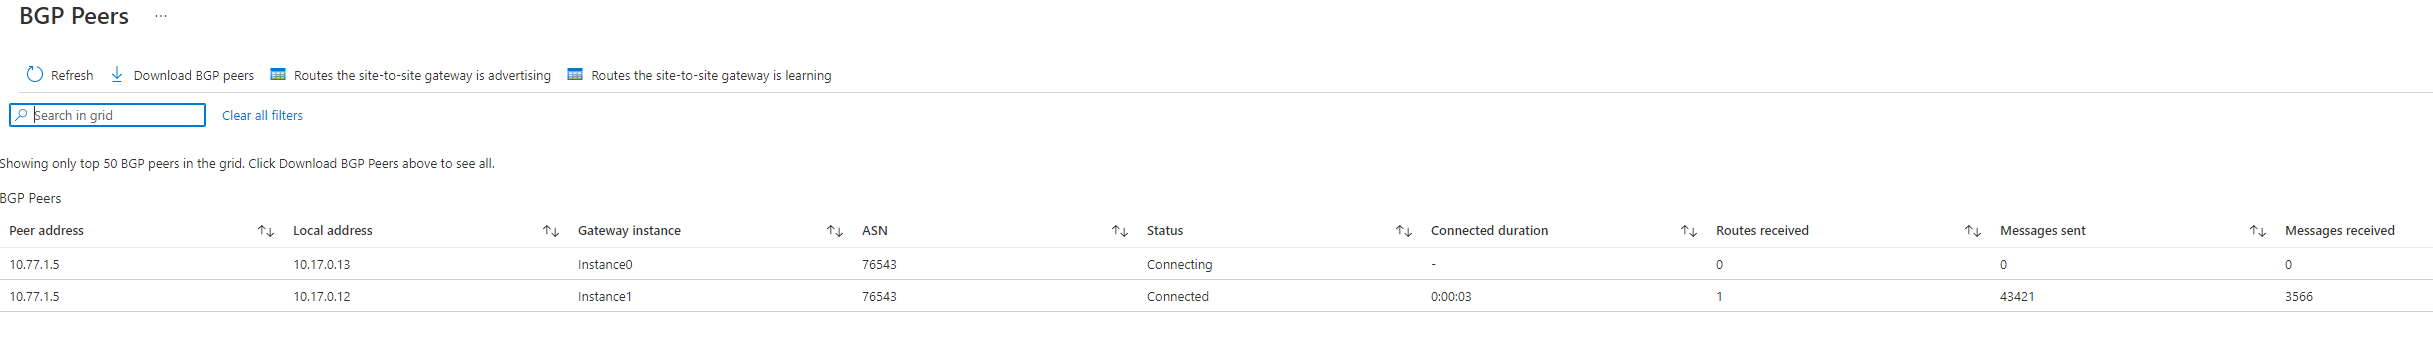 BGP Peers ...
Refresh Download BGP peers Routes the site-to-site gateway is advertising Routes the site-to-site gateway is learning
Search in grid Clear all filters
Showing only top 50 BGP peers in the grid. Click Download BGP Peers above to see all.
BGP Peers
Peer address Local address Gateway instance ASN Status Connected duration Routes received Messages sent Messages received
10.77.1.5 10.17.0.13 Instance0 76543 Connecting - 0 0 0
10.77.1.5 10.17.0.12 Instance1 76543 Connected 0:00:03 1 43421 3566